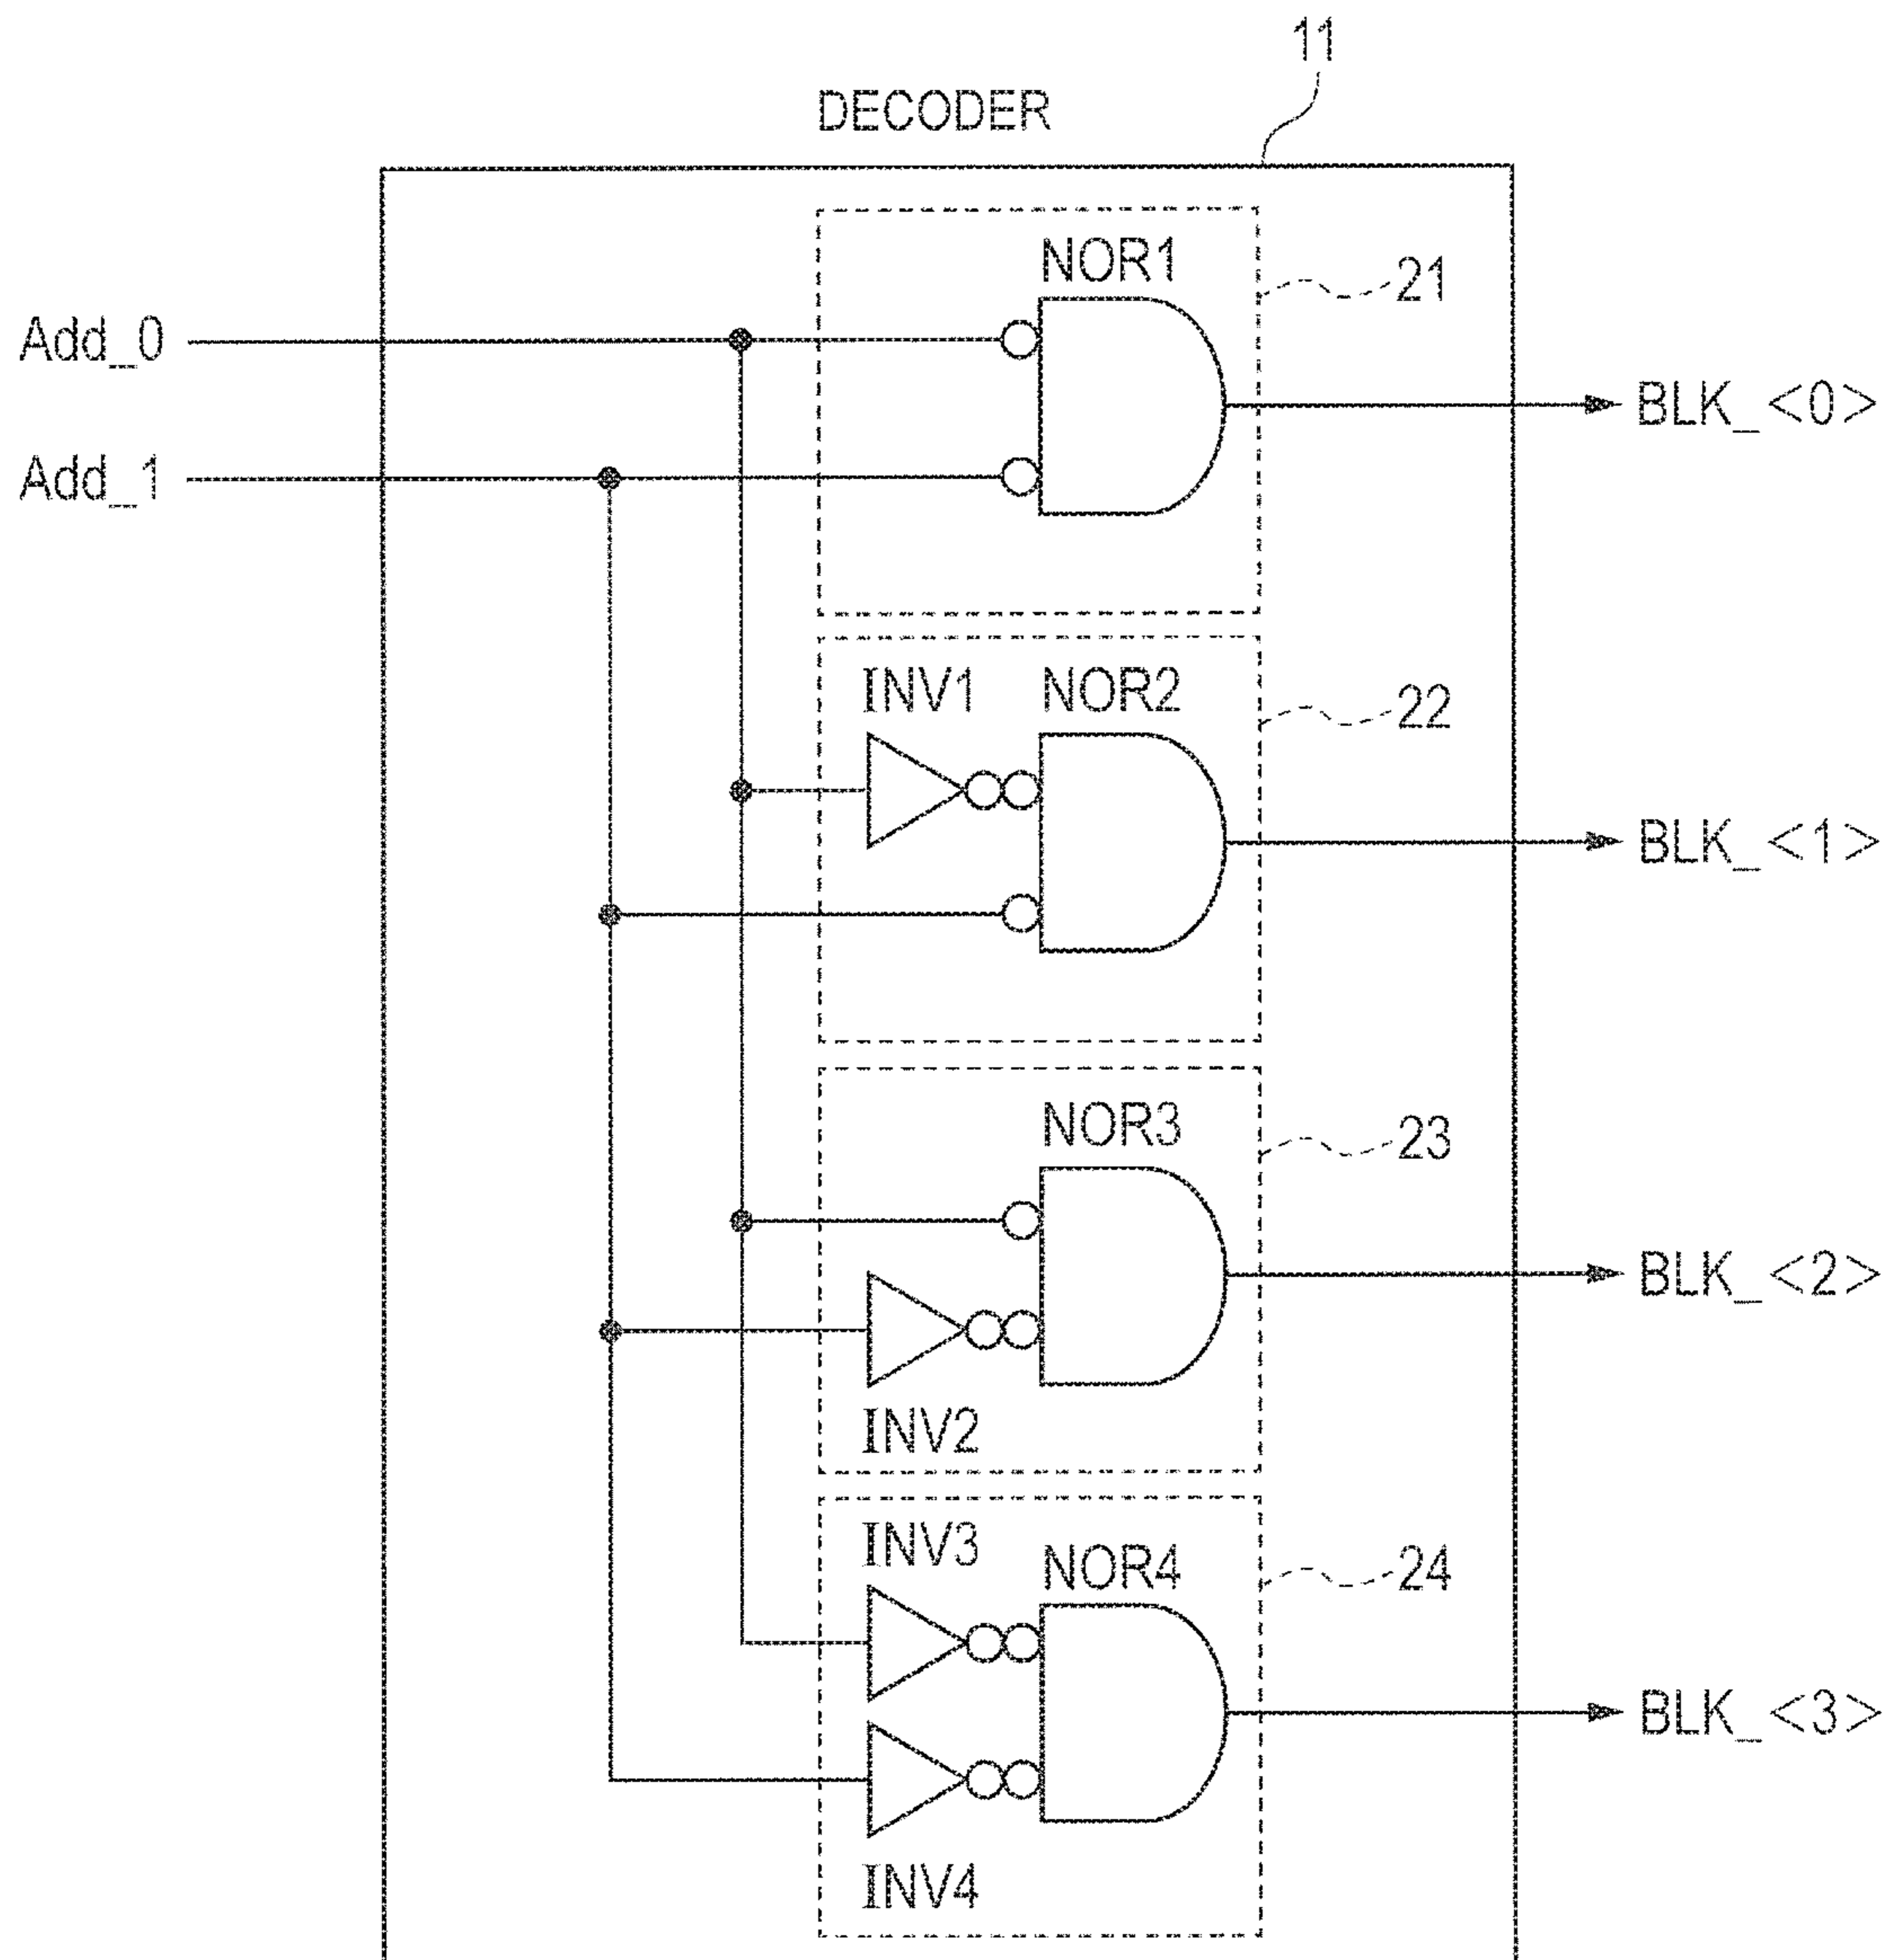 11
DECODER
NOR1
21
Add_0
BLK_<0>
Add_1
INV1
NOR2
22
BLK_<1>
NOR3
23
BLK_<2>
INV2
INV3
NOR4
24
BLK_<3>
INV4